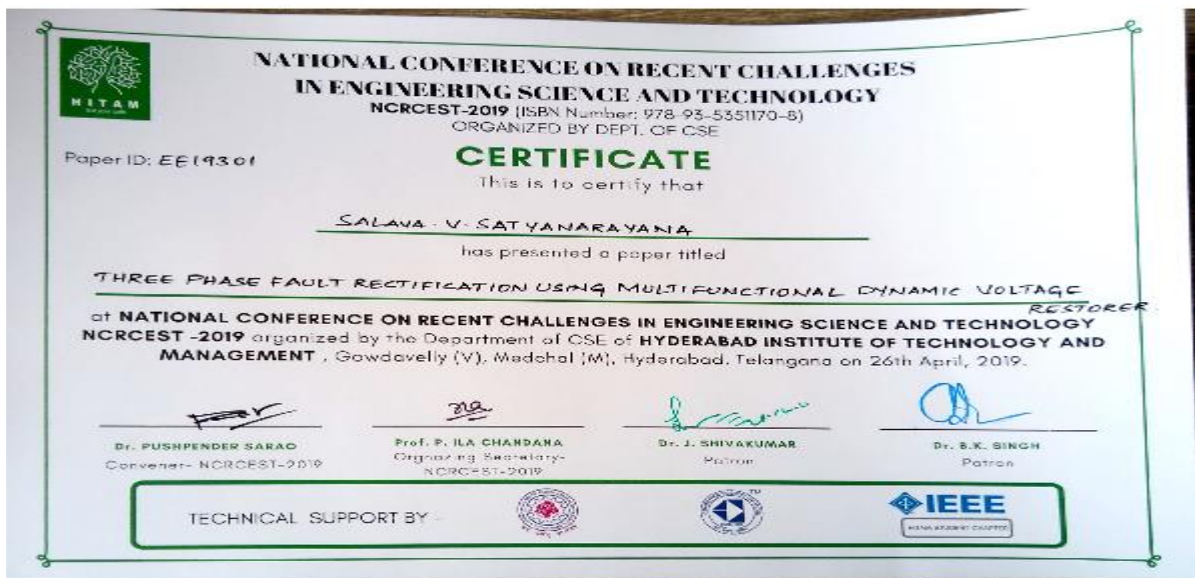 HITAM
NATIONAL CONFERENCE ON RECENT CHALLENGES
IN ENGINEERING SCIENCE AND TECHNOLOGY
NCRCEST-2019 (ISBN Number: 978-93-5351170-8)
ORGANIZED BY DEPT. OF CSE
Paper ID: EE19301
CERTIFICATE
This is to certify that
SALAVA. V. SATYANARAYANA
has presented a paper titled
THREE PHASE FAULT RECTIFICATION USING MULTIFUNCTIONAL DYNAMIC VOLTAGE
RESTORER.
at NATIONAL CONFERENCE ON RECENT CHALLENGES IN ENGINEERING SCIENCE AND TECHNOLOGY
NCRCEST -2019 organized by the Department of CSE of HYDERABAD INSTITUTE OF TECHNOLOGY AND
MANAGEMENT , Gowdavelly (V), Medchal (M), Hyderabad, Telangana on 26th April, 2019.
Dr. PUSHPENDER SARAO
Convener- NCRCEST-2019
Prof. P. ILA CHANDANA
Orgnazing Secretary-
NCRCEST-2019
Dr. J. SHIVAKUMAR
Patron
Dr. B.K. SINGH
Patron
TECHNICAL SUPPORT BY -
IEEE